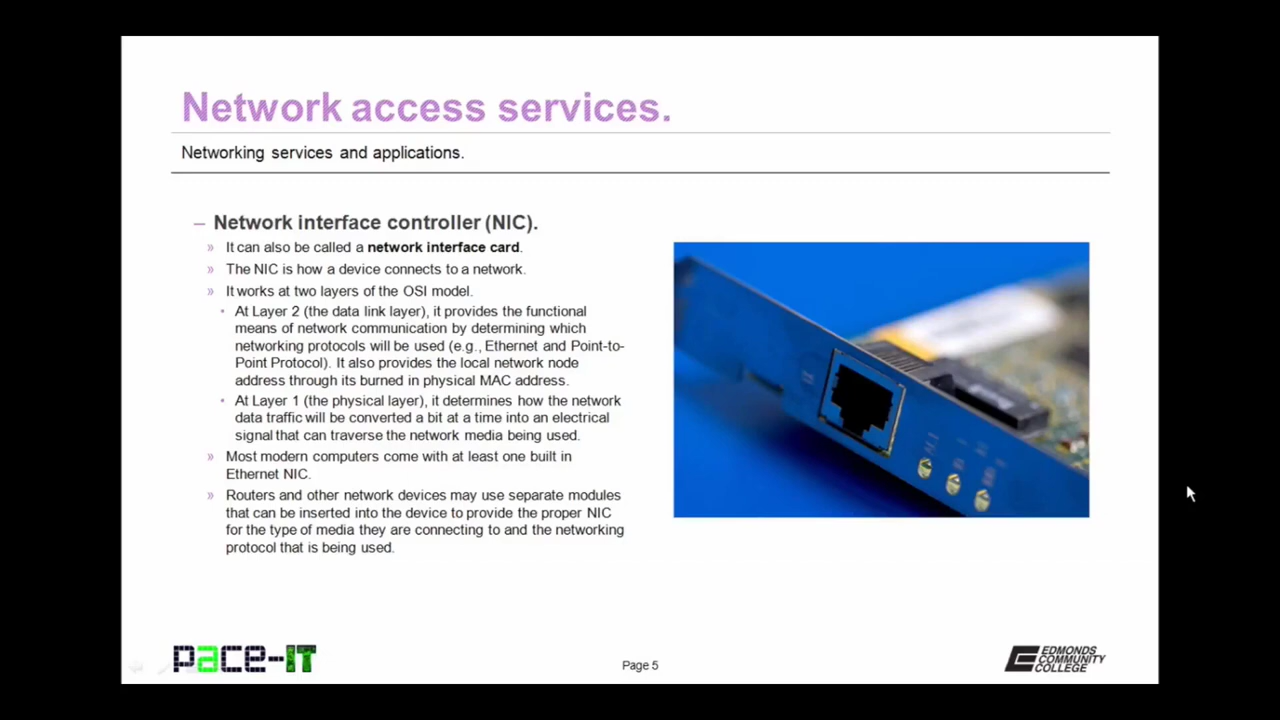 Network access services.
Networking services and applications.
– Network interface controller (NIC).
» It can also be called a network interface card.
» The NIC is how a device connects to a network.
» It works at two layers of the OSI model.
• At Layer 2 (the data link layer), it provides the functional
means of network communication by determining which
networking protocols will be used (e.g., Ethernet and Point-to-
Point Protocol). It also provides the local network node
address through its burned in physical MAC address.
• At Layer 1 (the physical layer), it determines how the network
data traffic will be converted a bit at a time into an electrical
signal that can traverse the network media being used.
» Most modern computers come with at least one built in
Ethernet NIC.
» Routers and other network devices may use separate modules
that can be inserted into the device to provide the proper NIC
for the type of media they are connecting to and the networking
protocol that is being used.
pace-IT
Page 5
EDMONDS
COMMUNITY
COLLEGE